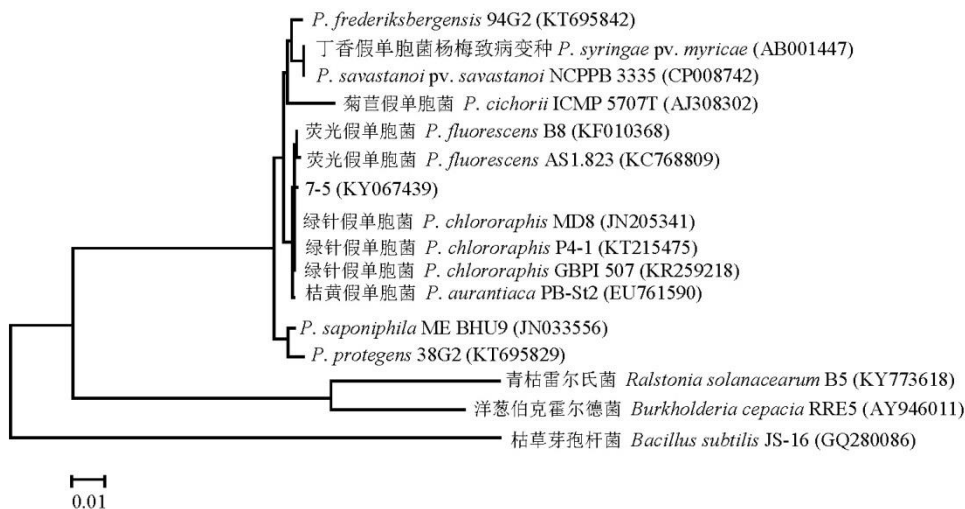 P. frederiksbergensis 94G2 (KT695842)
丁香假单胞菌杨梅致病变种 P. syringae pv. myricae (AB001447)
P. savastanoi pv. savastanoi NCPPB 3335 (CP008742)
菊苣假单胞菌 P. cichorii ICMP 5707T (AJ308302)
荧光假单胞菌 P. fluorescens B8 (KF010368)
荧光假单胞菌 P. fluorescens AS1.823 (KC768809)
7-5 (KY067439)
绿针假单胞菌 P. chlororaphis MD8 (JN205341)
绿针假单胞菌 P. chlororaphis P4-1 (KT215475)
绿针假单胞菌 P. chlororaphis GBPI 507 (KR259218)
桔黄假单胞菌 P. aurantiaca PB-St2 (EU761590)
P. saponiphila ME BHU9 (JN033556)
P. protegens 38G2 (KT695829)
青枯雷尔氏菌 Ralstonia solanacearum B5 (KY773618)
洋葱伯克霍尔德菌 Burkholderia cepacia RRE5 (AY946011)
枯草芽孢杆菌 Bacillus subtilis JS-16 (GQ280086)
0.01